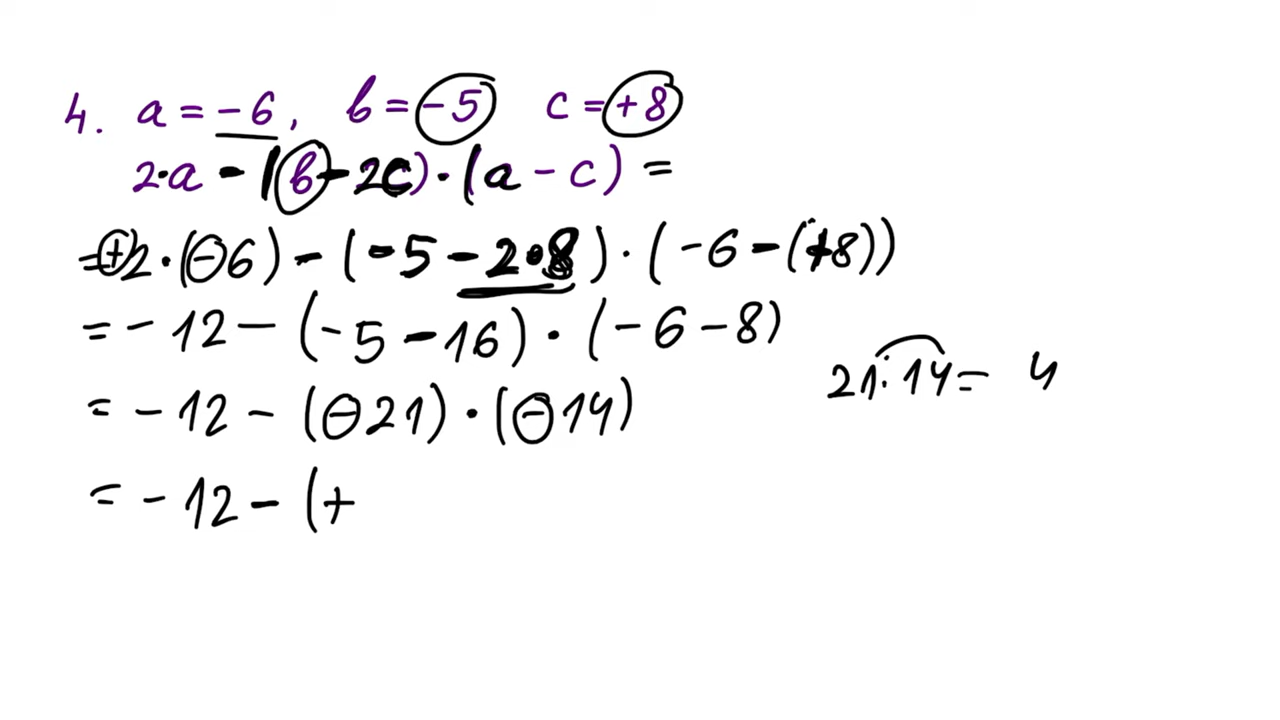 4. a = -6, b = -5 c = +8
2·a - (b - 2c)·(a - c) =
= +2·(-6) - (-5 - 2·8)·(-6 - (+8))
= -12 - (-5 - 16)·(-6 - 8)
21·14= 4
= -12 - (-21)·(-14)
= -12 - (+